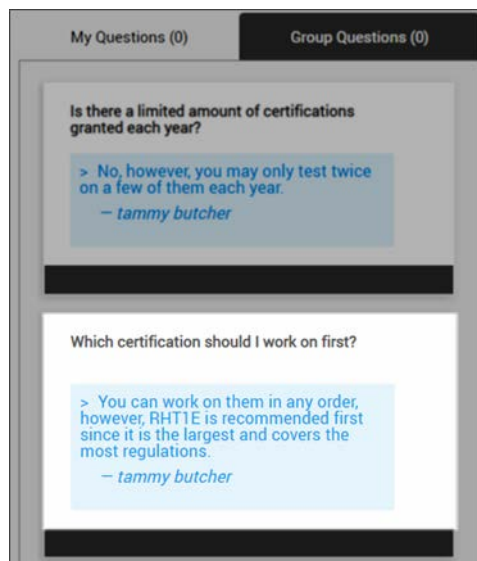 My Questions (0)
Group Questions (0)
Is there a limited amount of certifications
granted each year?
> No, however, you may only test twice
on a few of them each year.
— tammy butcher
Which certification should I work on first?
> You can work on them in any order,
however, RHT1E is recommended first
since it is the largest and covers the
most regulations.
— tammy butcher